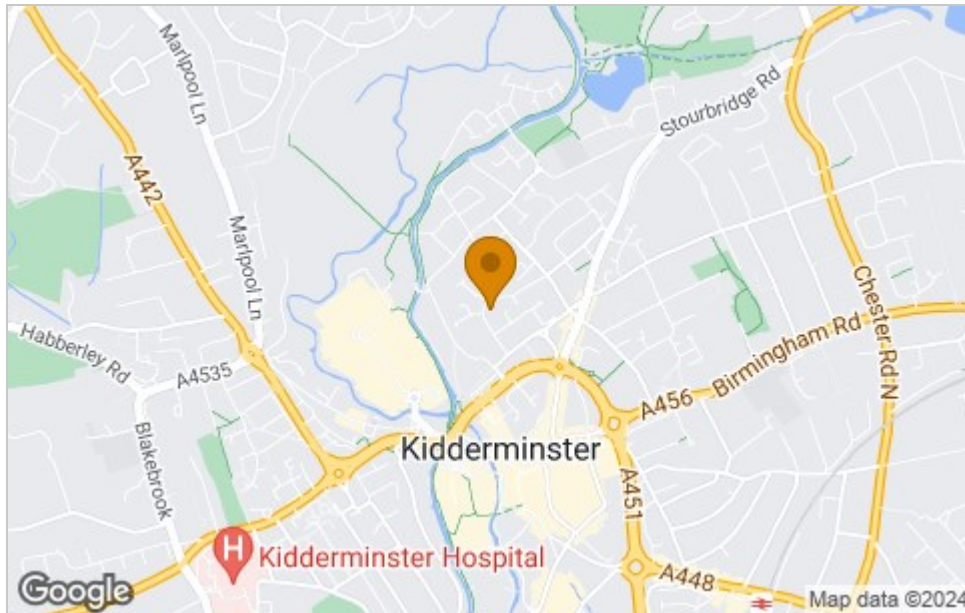 Marlpool Ln
Stourbridge Rd
A442
Marlpool Ln
Chester Rd N
Habberley Rd
A4535
Birmingham Rd
A456
Blakebrook
Kidderminster
A451
H
Kidderminster Hospital
A448
Google
Map data ©2024